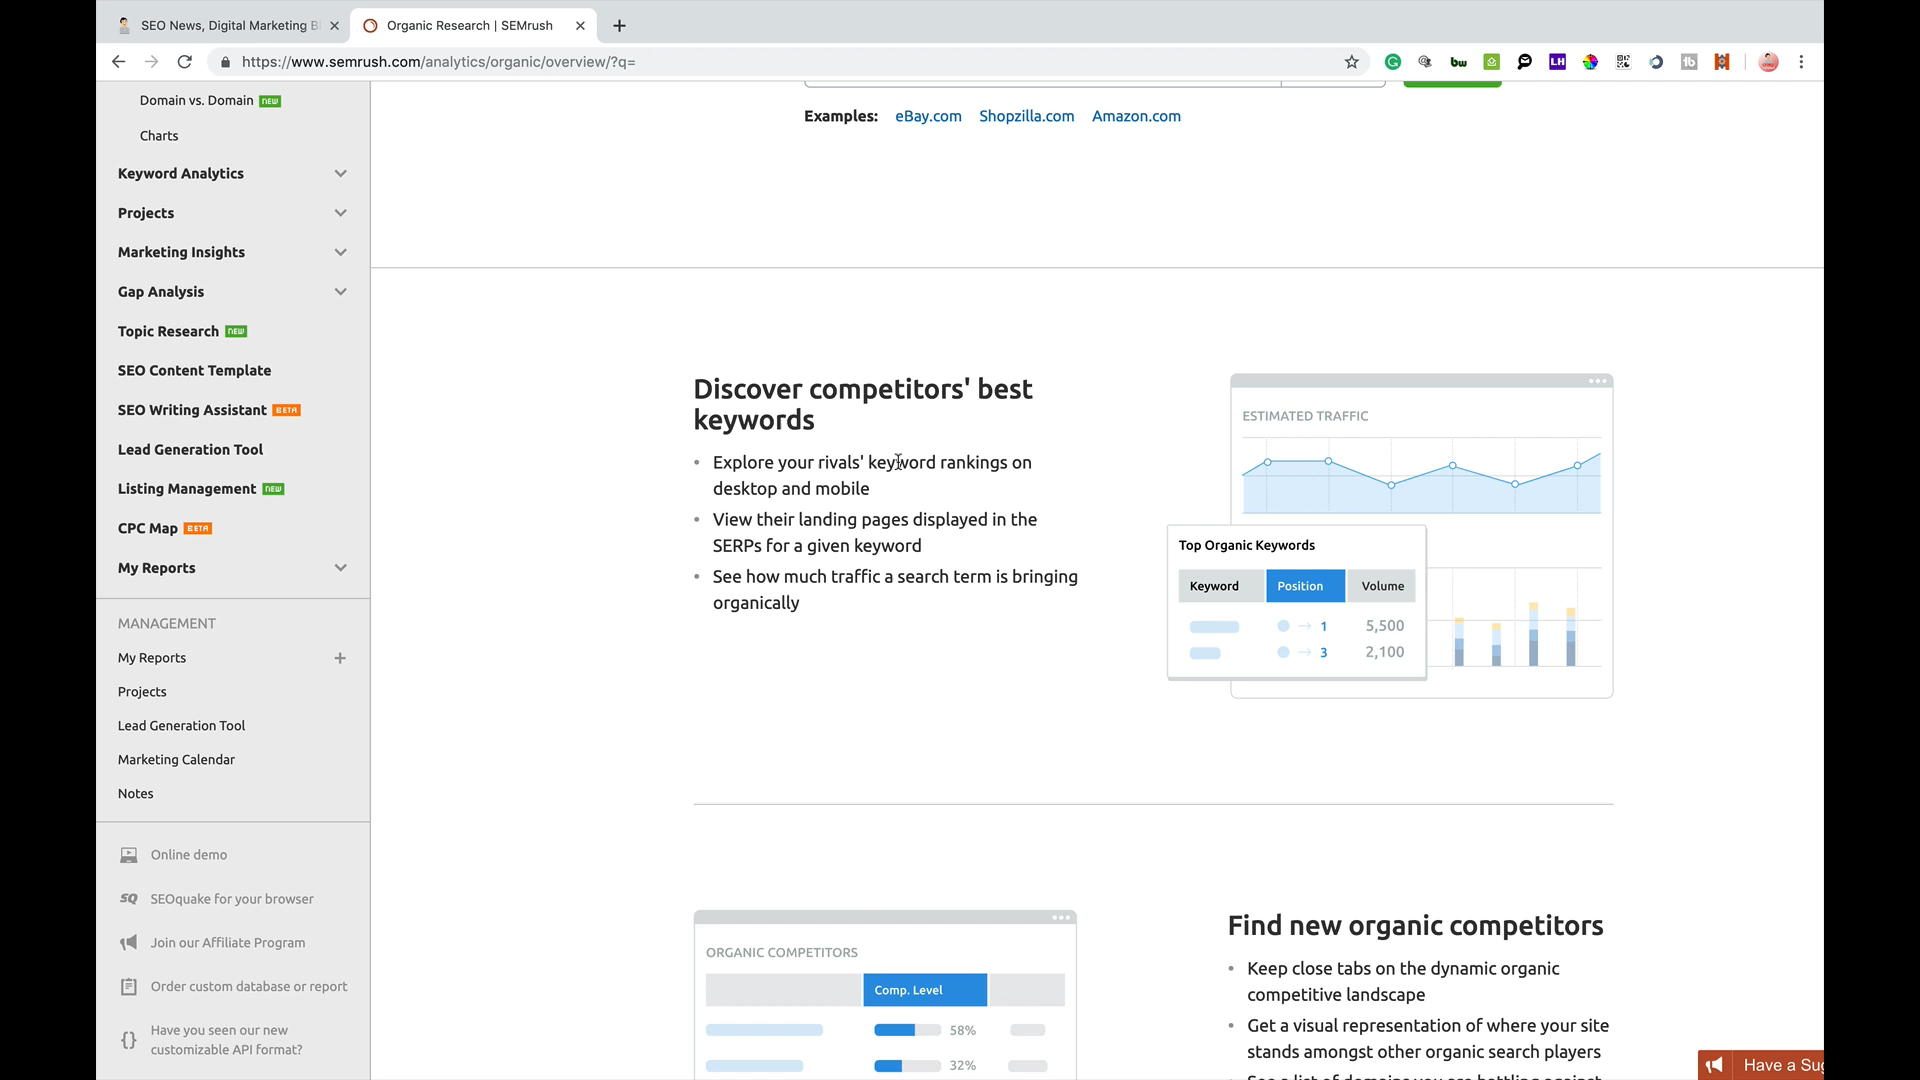 SEO News, Digital Marketing B
Organic Research | SEMrush
https://www.semrush.com/analytics/organic/overview/?q=
Domain vs. Domain NEW
Charts
Keyword Analytics
Projects
Marketing Insights
Gap Analysis
Topic Research NEW
SEO Content Template
SEO Writing Assistant BETA
Lead Generation Tool
Listing Management NEW
CPC Map BETA
My Reports
MANAGEMENT
My Reports
Projects
Lead Generation Tool
Marketing Calendar
Notes
Online demo
SQ SEOquake for your browser
Join our Affiliate Program
Order custom database or report
{} Have you seen our new
customizable API format?
Examples: eBay.com Shopzilla.com Amazon.com
Discover competitors' best
keywords
• Explore your rivals' keyword rankings on
desktop and mobile
• View their landing pages displayed in the
SERPs for a given keyword
• See how much traffic a search term is bringing
organically
ESTIMATED TRAFFIC
Top Organic Keywords
Keyword Position Volume
→ 1 5,500
→ 3 2,100
ORGANIC COMPETITORS
Comp. Level
58%
32%
Find new organic competitors
• Keep close tabs on the dynamic organic
competitive landscape
• Get a visual representation of where your site
stands amongst other organic search players
Have a Sug
bw
LH
tb